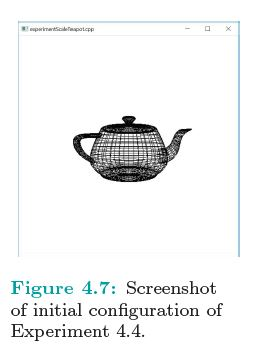 experimentScaleTeapot.cpp
Figure 4.7: Screenshot
of initial configuration of
Experiment 4.4.